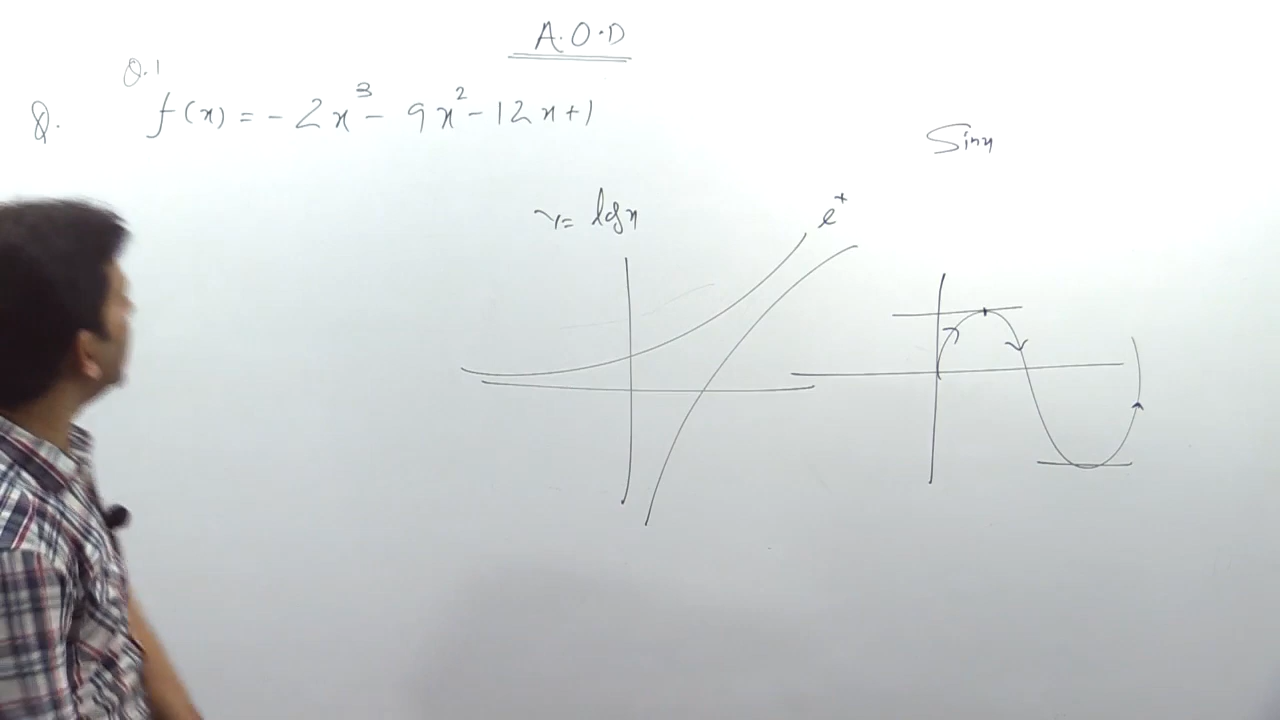 A.O.D
Q.1
Q. f(x) = -2x³ - 9x² - 12x + 1
Sinx
y = logx
eˣ